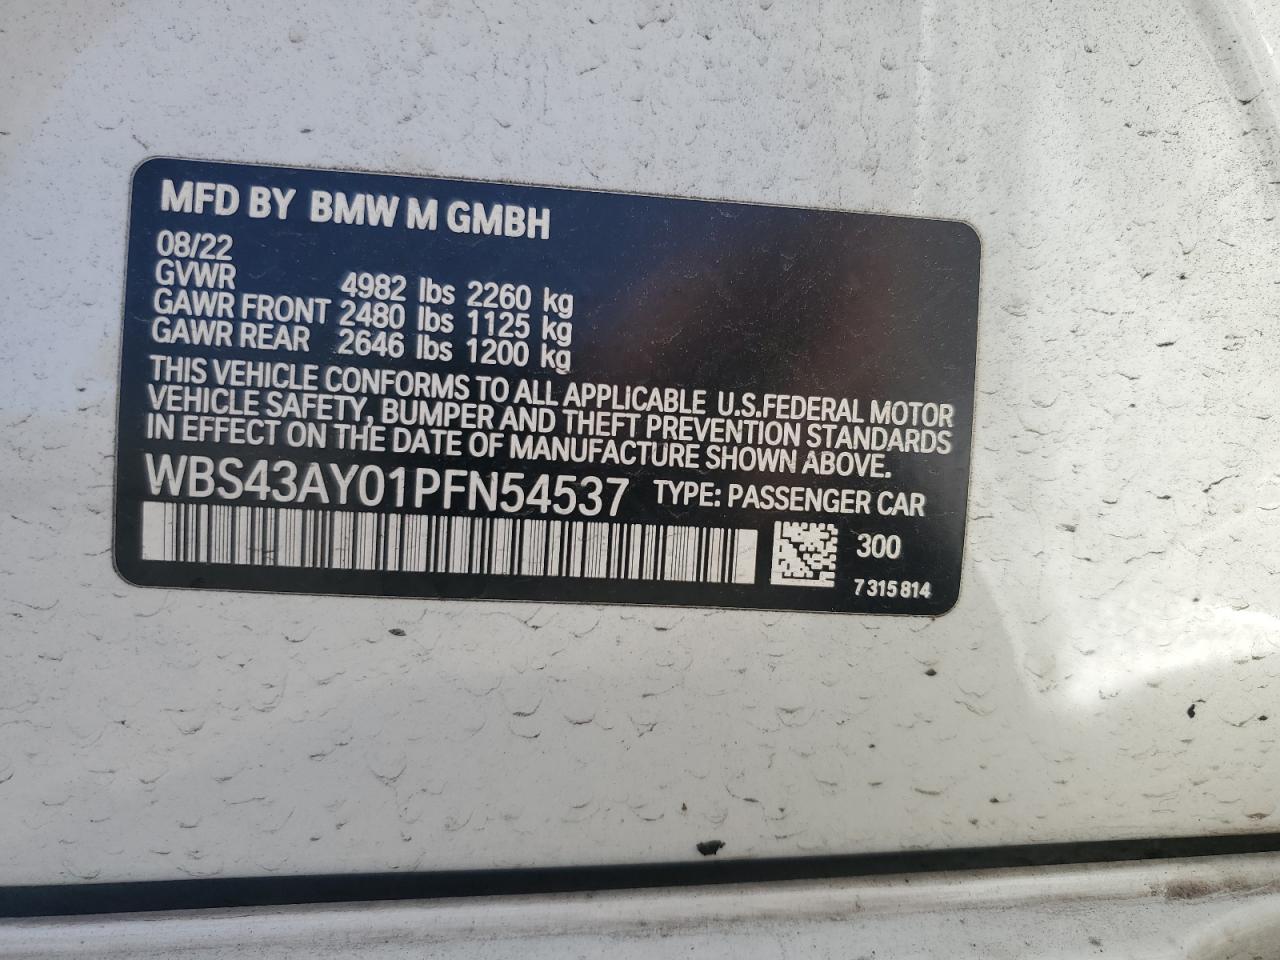 MFD BY BMW M GMBH
08/22
GVWR 4982 lbs 2260 kg
GAWR FRONT 2480 lbs 1125 kg
GAWR REAR 2646 lbs 1200 kg
THIS VEHICLE CONFORMS TO ALL APPLICABLE U.S.FEDERAL MOTOR
VEHICLE SAFETY, BUMPER AND THEFT PREVENTION STANDARDS
IN EFFECT ON THE DATE OF MANUFACTURE SHOWN ABOVE.
WBS43AY01PFN54537 TYPE: PASSENGER CAR
300
7 315 814